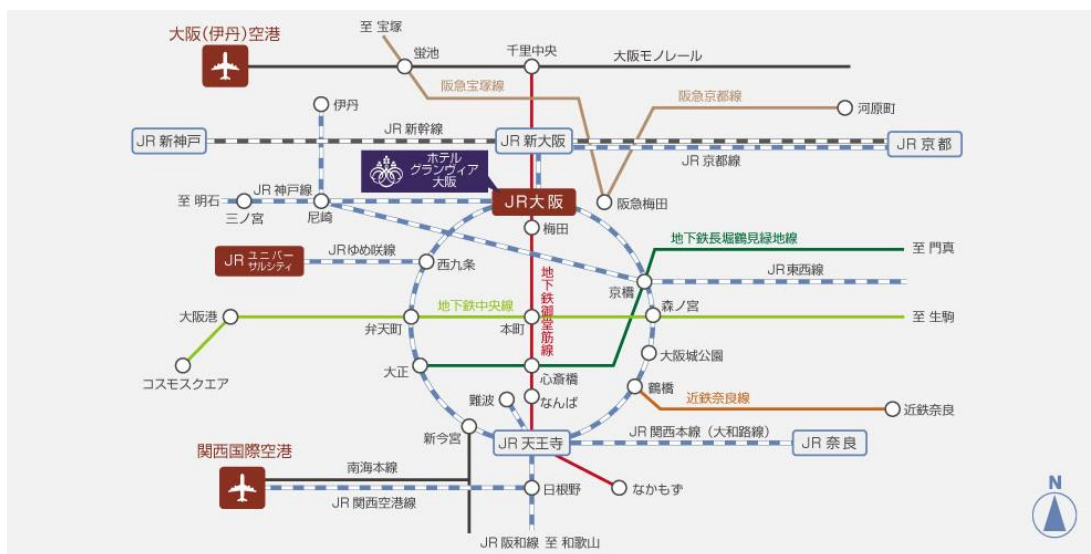 大阪(伊丹)空港
至 宝塚
蛍池
千里中央
大阪モノレール
阪急宝塚線
阪急京都線
河原町
伊丹
JR 新神戸
JR 新幹線
JR 新大阪
JR 京都
JR 京都線
ホテル
グランヴィア
大阪
至 明石
三ノ宮
JR 神戸線
尼崎
JR大阪
阪急梅田
梅田
地下鉄長堀鶴見緑地線
至 門真
JR ユニバー
サルシティ
JRゆめ咲線
西九条
地下鉄御堂筋線
京橋
JR東西線
大阪港
地下鉄中央線
弁天町
本町
森ノ宮
至 生駒
コスモスクエア
大正
心斎橋
大阪城公園
鶴橋
難波
なんば
近鉄奈良線
近鉄奈良
新今宮
JR 天王寺
JR 関西本線（大和路線）
JR 奈良
関西国際空港
南海本線
JR 関西空港線
日根野
なかもず
JR 阪和線 至 和歌山
N